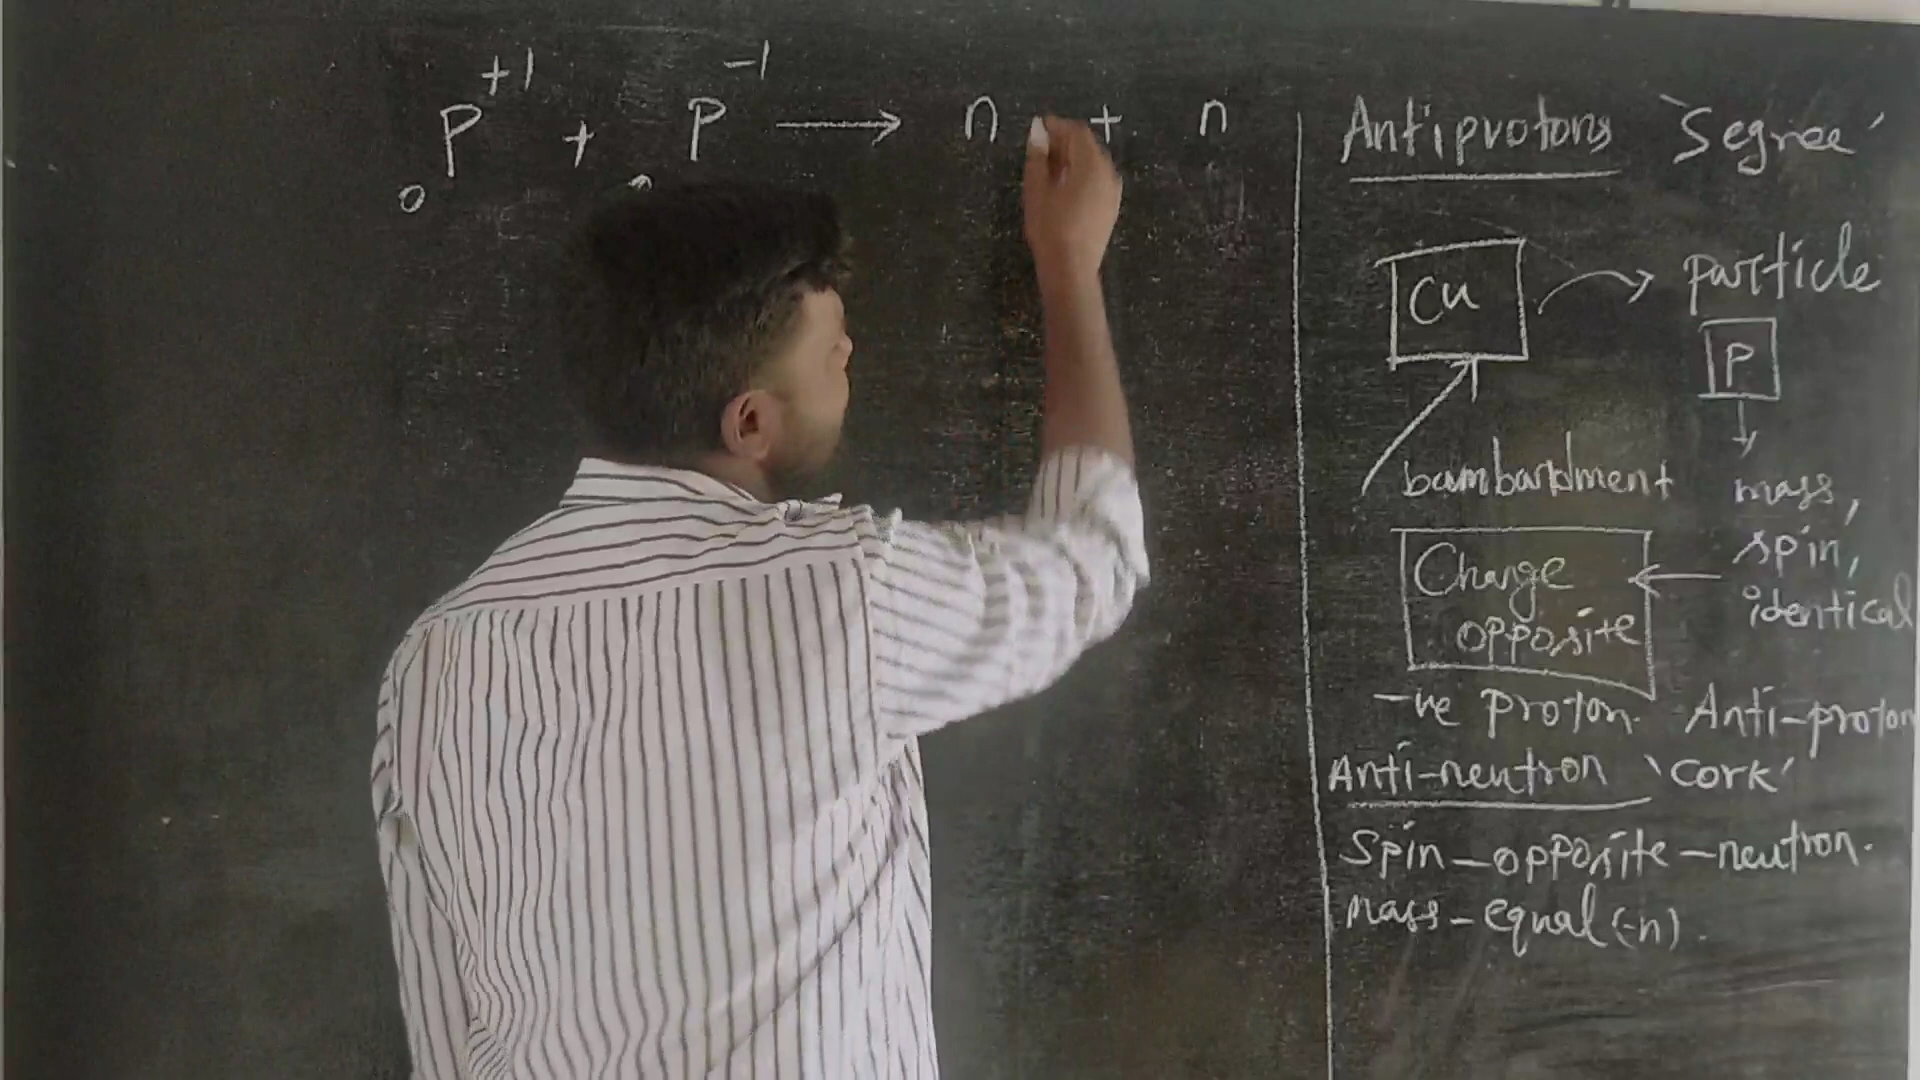 P+1 + P-1 → n + n
0
Antiprotons 'Segree'
Cu → particle
P
bambardment
mass,
spin,
identical
Charge
opposite
-ve proton. Anti-proton
Anti-neutron 'Cork'
Spin-opposite-neutron.
Mass-equal (-n).